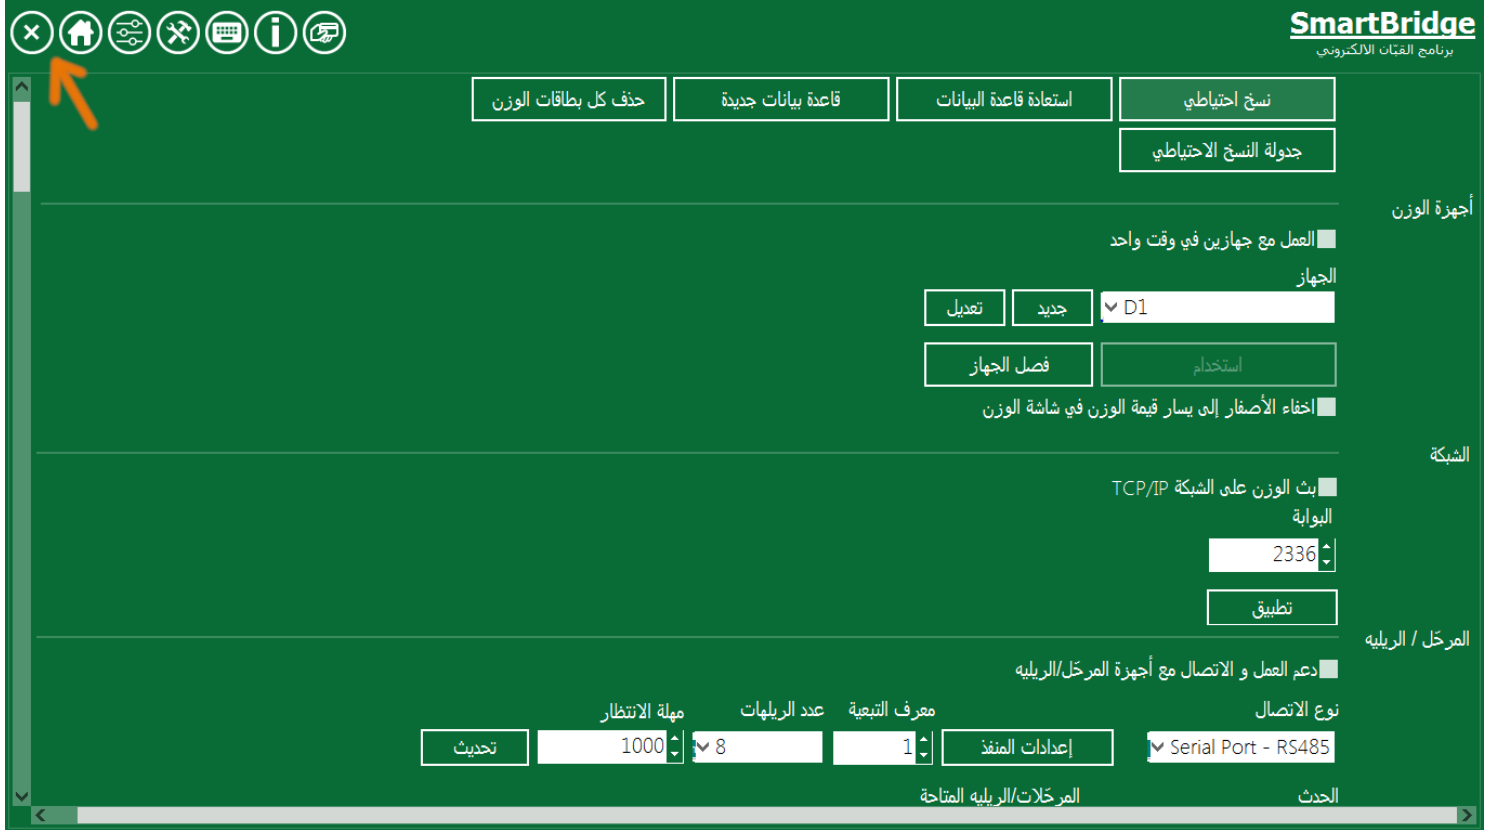 SmartBridge
برنامج القبّان الالكتروني
نسخ احتياطي
استعادة قاعدة البيانات
قاعدة بيانات جديدة
حذف كل بطاقات الوزن
جدولة النسخ الاحتياطي
أجهزة الوزن
العمل مع جهازين في وقت واحد
الجهاز
D1
جديد
تعديل
استخدام
فصل الجهاز
اخفاء الأصفار إلى يسار قيمة الوزن في شاشة الوزن
الشبكة
بث الوزن على الشبكة TCP/IP
البوابة
2336
تطبيق
المرحّل / الريليه
دعم العمل و الاتصال مع أجهزة المرحّل/الريليه
نوع الاتصال
معرف التبعية
عدد الريلهات
مهلة الانتظار
Serial Port - RS485
إعدادات المنفذ
1
8
1000
تحديث
الحدث
المرحّلات/الريليه المتاحة